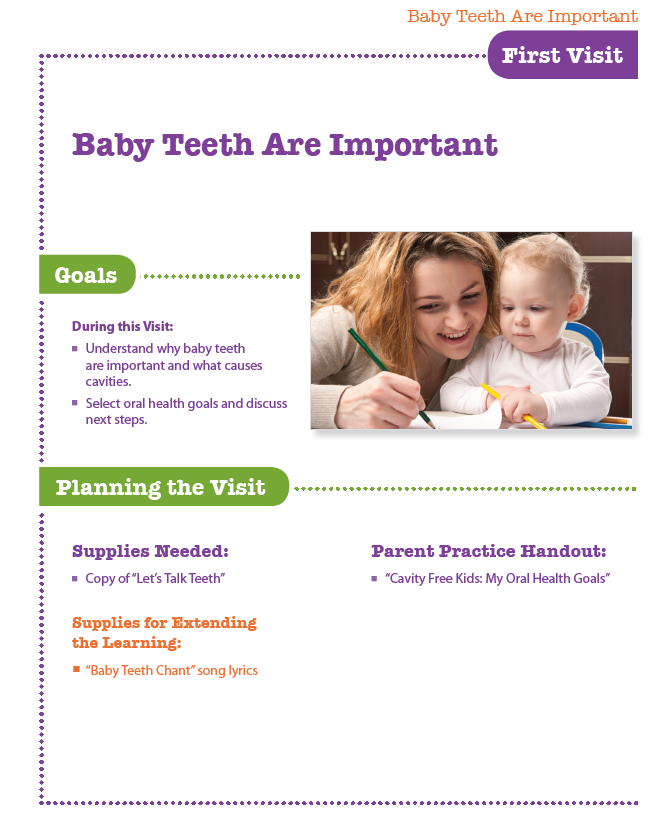 Baby Teeth Are Important
First Visit
Baby Teeth Are Important
Goals
During this Visit:
▪ Understand why baby teeth
are important and what causes
cavities.
▪ Select oral health goals and discuss
next steps.
Planning the Visit
Supplies Needed:
▪ Copy of “Let’s Talk Teeth”
Supplies for Extending
the Learning:
▪ “Baby Teeth Chant” song lyrics
Parent Practice Handout:
▪ “Cavity Free Kids: My Oral Health Goals”